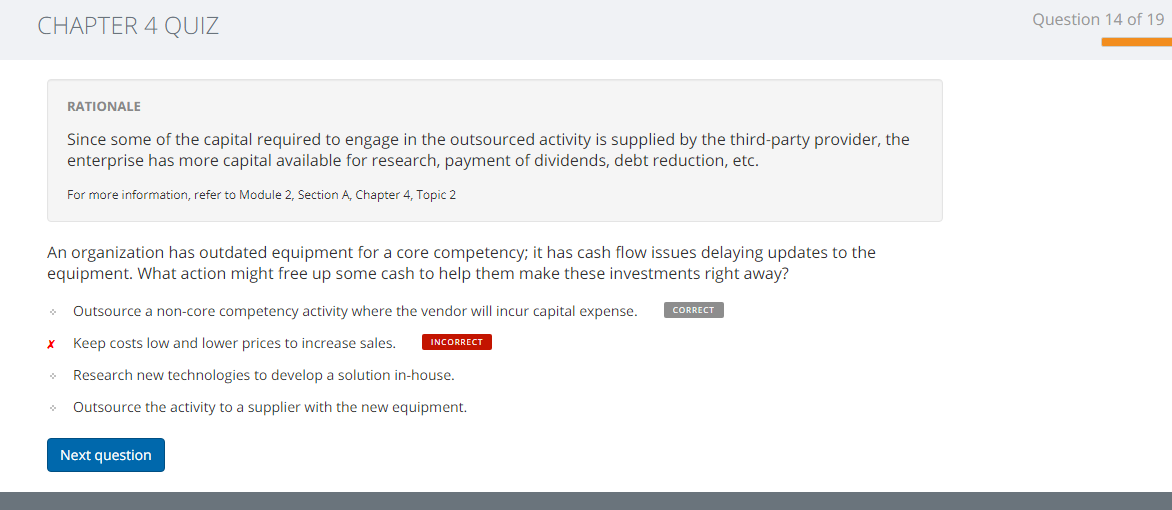 CHAPTER 4 QUIZ
Question 14 of 19
RATIONALE
Since some of the capital required to engage in the outsourced activity is supplied by the third-party provider, the
enterprise has more capital available for research, payment of dividends, debt reduction, etc.
For more information, refer to Module 2, Section A, Chapter 4, Topic 2
An organization has outdated equipment for a core competency; it has cash flow issues delaying updates to the
equipment. What action might free up some cash to help them make these investments right away?
Outsource a non-core competency activity where the vendor will incur capital expense. CORRECT
✗ Keep costs low and lower prices to increase sales. INCORRECT
Research new technologies to develop a solution in-house.
Outsource the activity to a supplier with the new equipment.
Next question